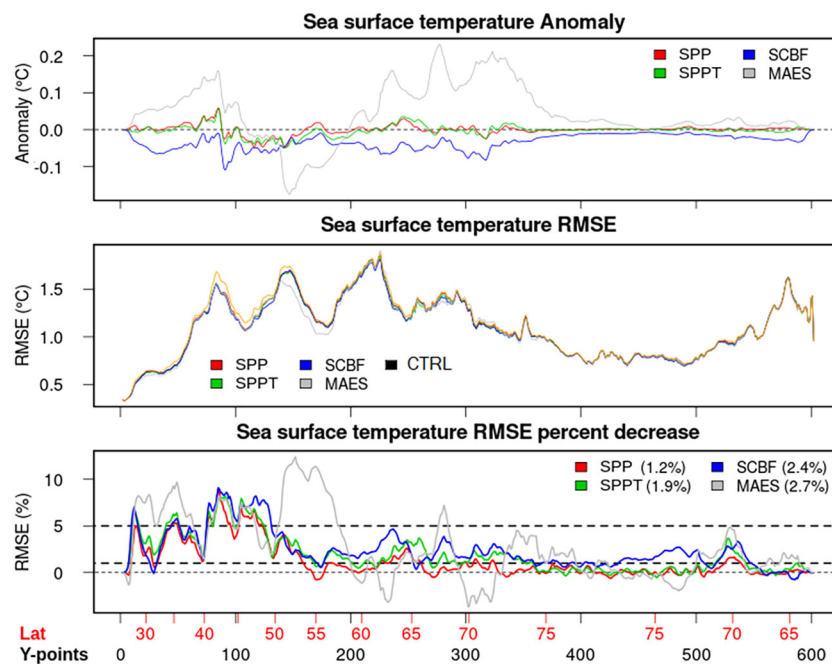 Sea surface temperature Anomaly
Anomaly (°C)
0.2
0.1
0.0
-0.1
SPP SCBF
SPPT MAES
Sea surface temperature RMSE
RMSE (°C)
1.5
1.0
0.5
SPP SCBF CTRL
SPPT MAES
Sea surface temperature RMSE percent decrease
RMSE (%)
10
5
0
SPP (1.2%) SCBF (2.4%)
SPPT (1.9%) MAES (2.7%)
Lat 30 40 50 55 60 65 70 75 75 70 65
Y-points 0 100 200 300 400 500 600